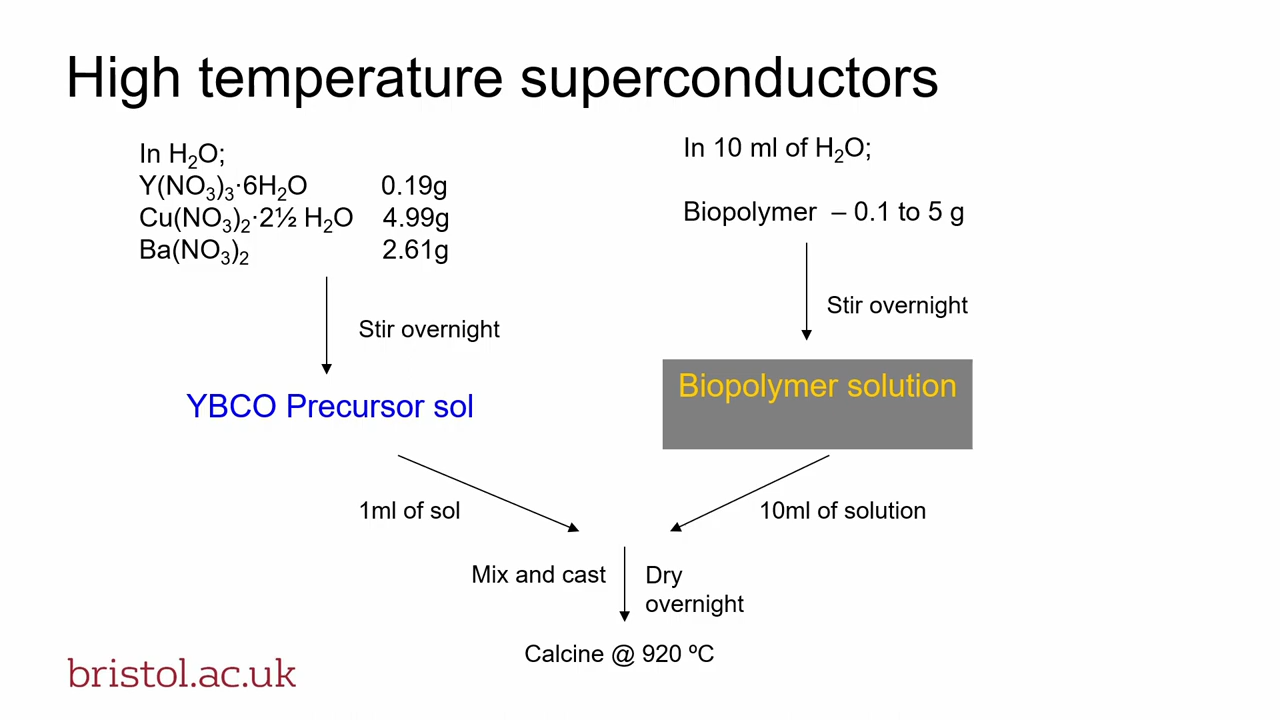 High temperature superconductors
In H₂O;
Y(NO₃)₃·6H₂O 0.19g
Cu(NO₃)₂·2½ H₂O 4.99g
Ba(NO₃)₂ 2.61g
Stir overnight
YBCO Precursor sol
In 10 ml of H₂O;
Biopolymer – 0.1 to 5 g
Stir overnight
Biopolymer solution
1ml of sol
10ml of solution
Mix and cast
Dry
overnight
Calcine @ 920 ºC
bristol.ac.uk